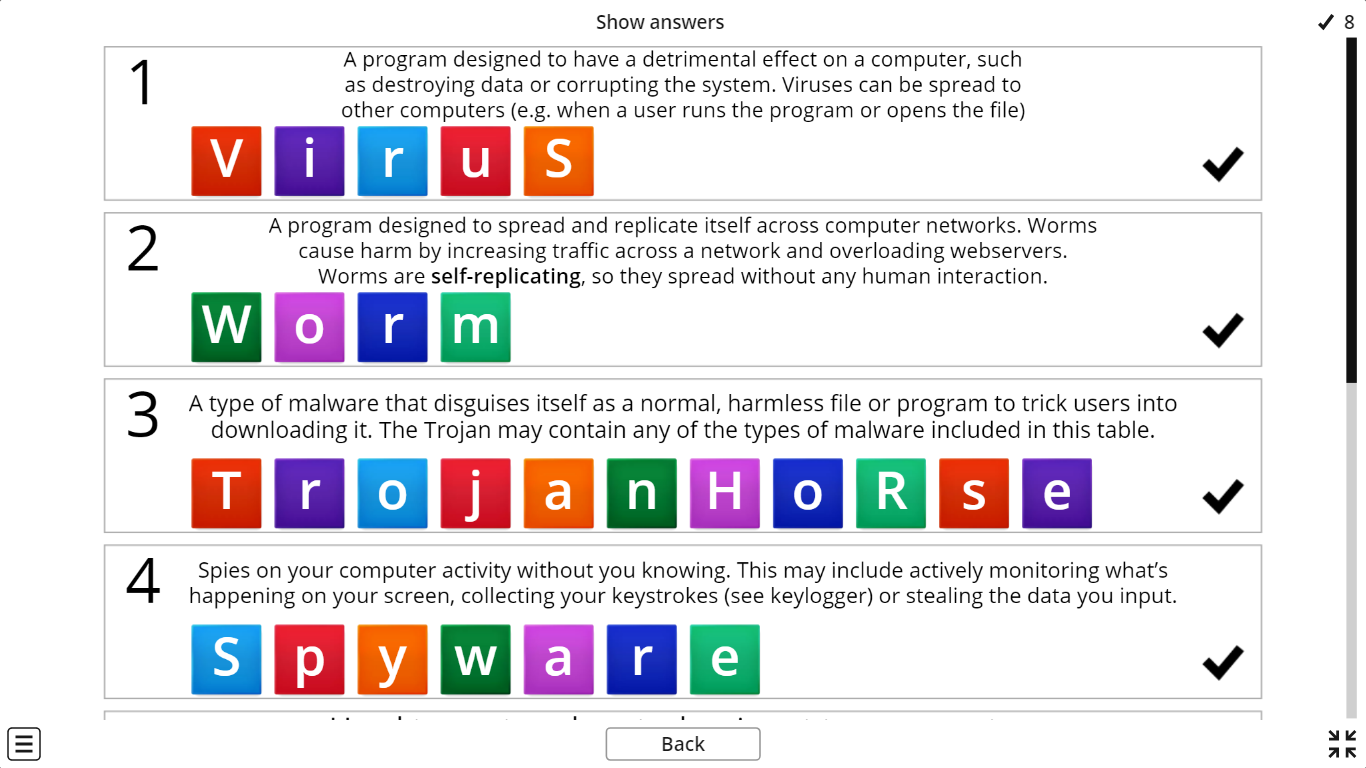 Show answers
✓ 8
1
A program designed to have a detrimental effect on a computer, such
as destroying data or corrupting the system. Viruses can be spread to
other computers (e.g. when a user runs the program or opens the file)
V i r u S
2
A program designed to spread and replicate itself across computer networks. Worms
cause harm by increasing traffic across a network and overloading webservers.
Worms are self-replicating, so they spread without any human interaction.
W o r m
3
A type of malware that disguises itself as a normal, harmless file or program to trick users into
downloading it. The Trojan may contain any of the types of malware included in this table.
T r o j a n H o R s e
4
Spies on your computer activity without you knowing. This may include actively monitoring what’s
happening on your screen, collecting your keystrokes (see keylogger) or stealing the data you input.
S p y w a r e
Back